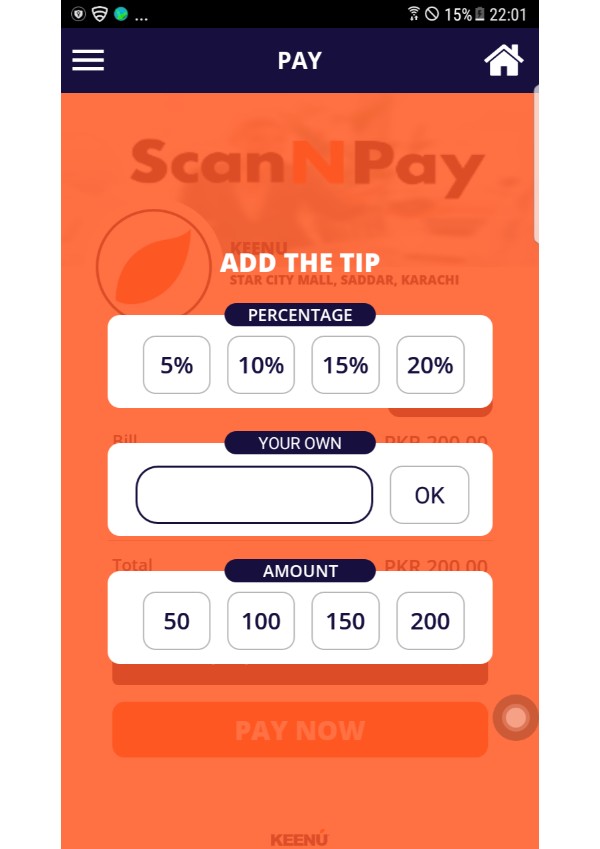 ... 15% 22:01
PAY
ScanNPay
KEENU
ADD THE TIP
STAR CITY MALL, SADDAR, KARACHI
PERCENTAGE
5% 10% 15% 20%
Bill PKR 200.00
YOUR OWN
OK
Total PKR 200.00
AMOUNT
50 100 150 200
PAY NOW
KEENÚ